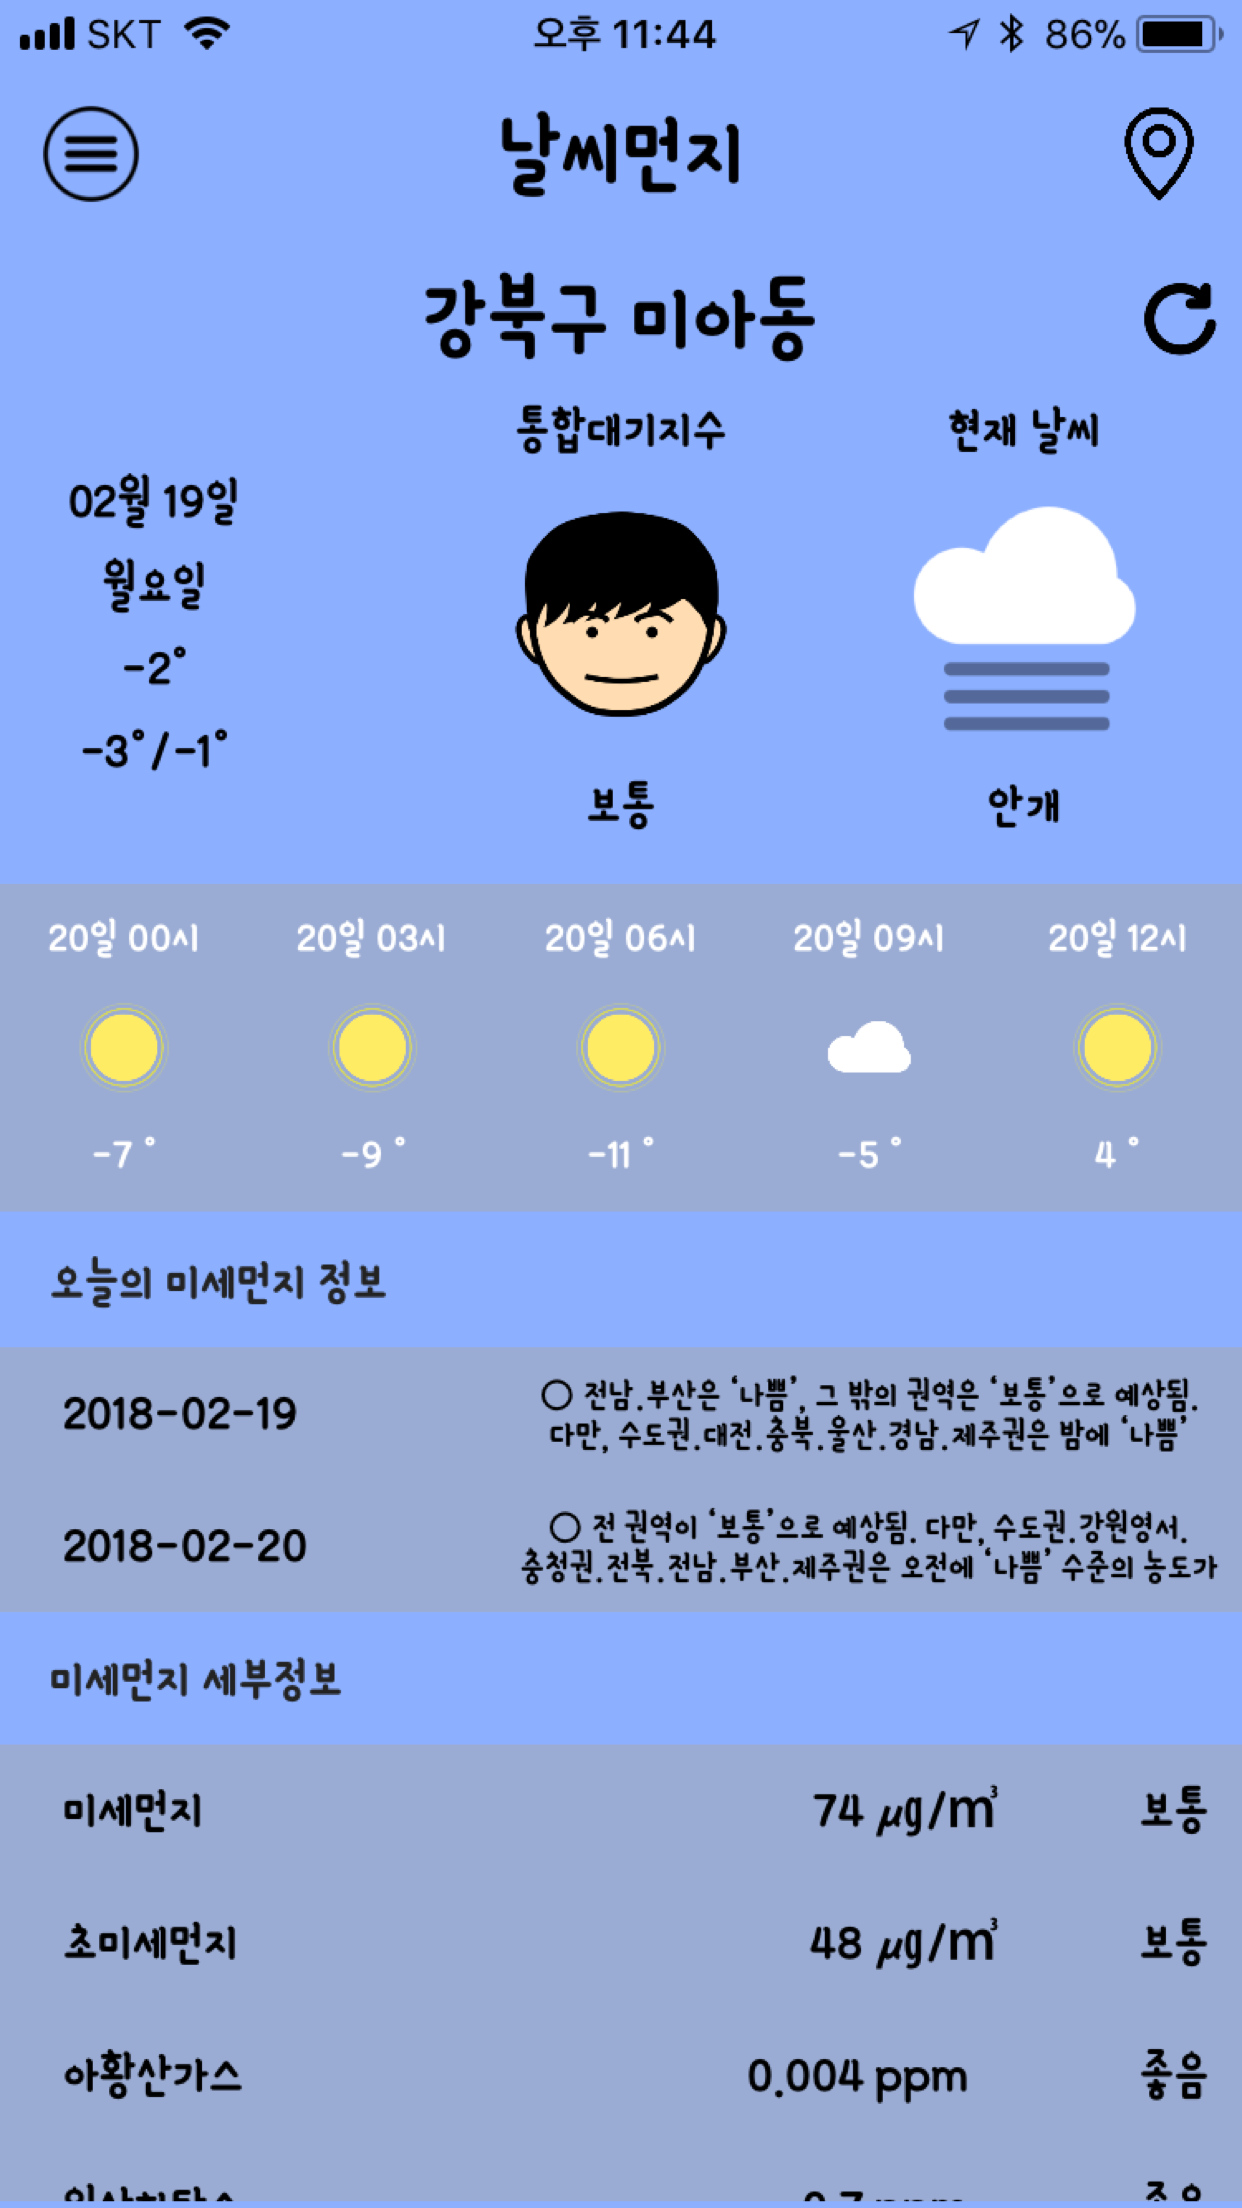 SKT 오후 11:44 86%
날씨먼지
강북구 미아동
통합대기지수 현재 날씨
02월 19일
월요일
-2°
-3°/-1°
보통 안개
20일 00시 20일 03시 20일 06시 20일 09시 20일 12시
-7 ° -9 ° -11 ° -5 ° 4 °
오늘의 미세먼지 정보
2018-02-19
○ 전남.부산은 ‘나쁨’, 그 밖의 권역은 ‘보통’으로 예상됨.
다만, 수도권.대전.충북.울산.경남.제주권은 밤에 ‘나쁨’
2018-02-20
○ 전 권역이 ‘보통’으로 예상됨. 다만, 수도권.강원영서.
충청권.전북.전남.부산.제주권은 오전에 ‘나쁨’ 수준의 농도가
미세먼지 세부정보
미세먼지 74 μg/m³ 보통
초미세먼지 48 μg/m³ 보통
아황산가스 0.004 ppm 좋음